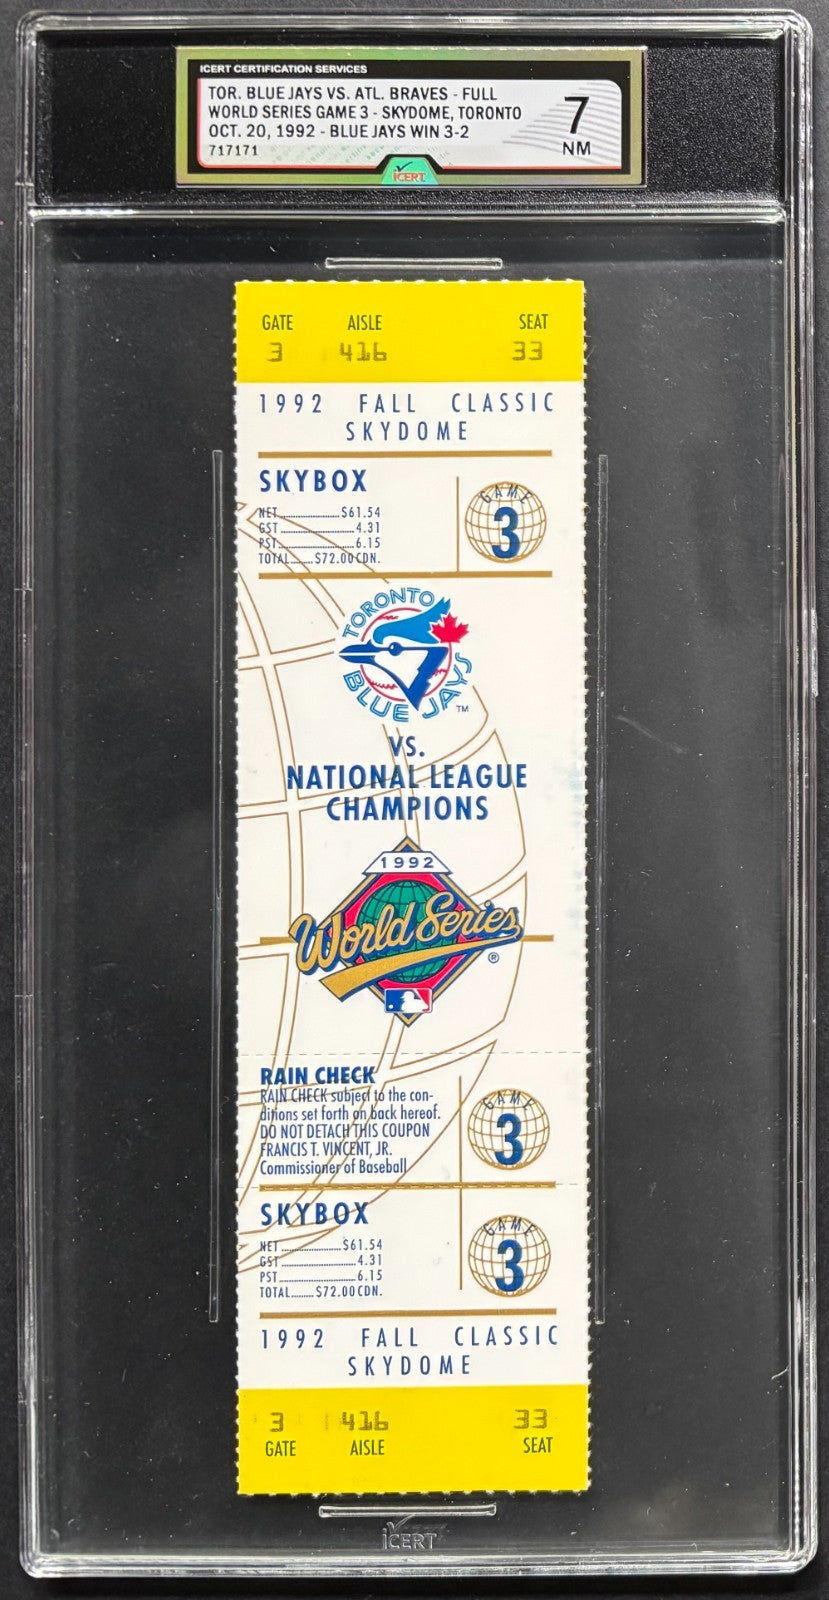 ICERT CERTIFICATION SERVICES
TOR. BLUE JAYS VS. ATL. BRAVES - FULL
WORLD SERIES GAME 3 - SKYDOME, TORONTO
OCT. 20, 1992 - BLUE JAYS WIN 3-2
717171
7
NM
iCERT
GATE AISLE SEAT
3 416 33
1992 FALL CLASSIC
SKYDOME
SKYBOX
NET..............$61.54
GST..............4.31
PST..............6.15
TOTAL......$72.00CDN.
GAME
3
TORONTO
BLUE JAYS
TM
VS.
NATIONAL LEAGUE
CHAMPIONS
1992
World Series
®
RAIN CHECK
RAIN CHECK subject to the con-
ditions set forth on back hereof.
DO NOT DETACH THIS COUPON
FRANCIS T. VINCENT, JR.
Commissioner of Baseball
GAME
3
SKYBOX
NET..............$61.54
GST..............4.31
PST..............6.15
TOTAL......$72.00CDN.
GAME
3
1992 FALL CLASSIC
SKYDOME
3 416 33
GATE AISLE SEAT
iCERT